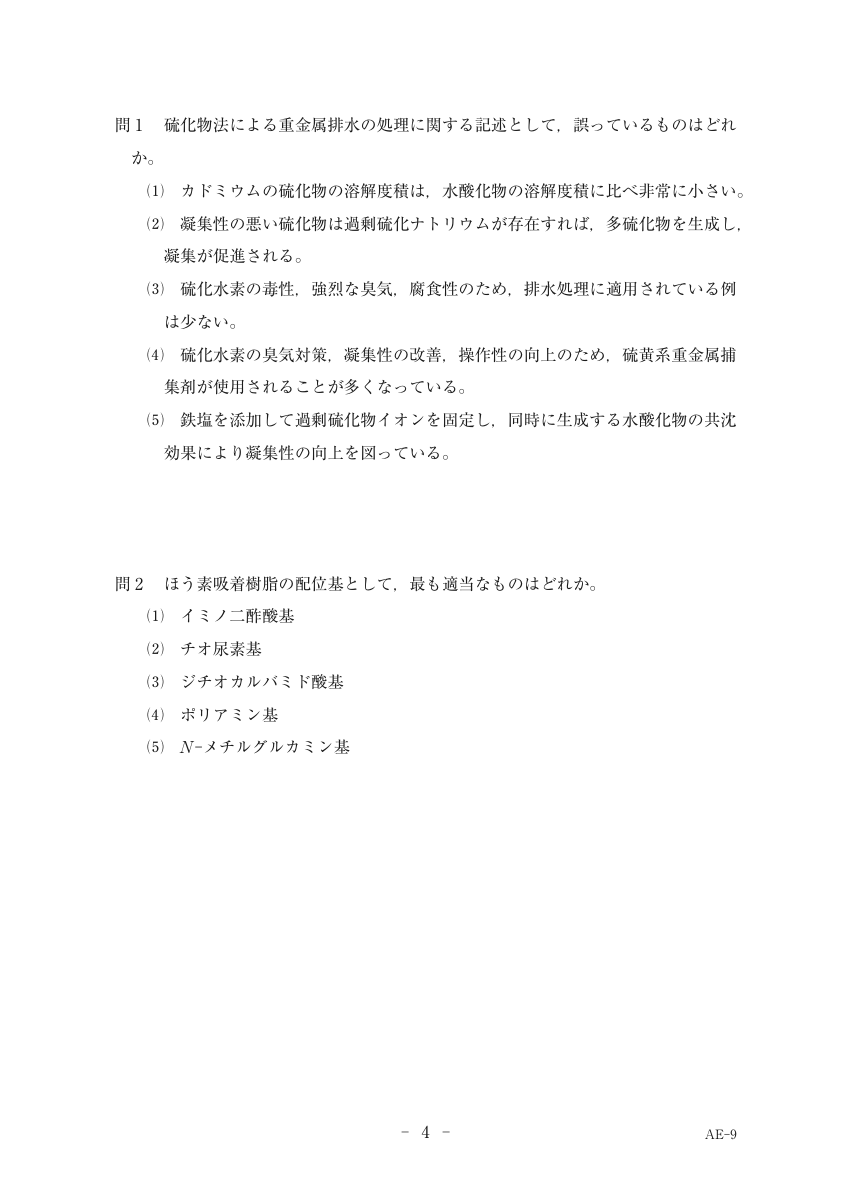 問１　硫化物法による重金属排水の処理に関する記述として，誤っているものはどれ
か。
⑴　カドミウムの硫化物の溶解度積は，水酸化物の溶解度積に比べ非常に小さい。
⑵　凝集性の悪い硫化物は過剰硫化ナトリウムが存在すれば，多硫化物を生成し，
凝集が促進される。
⑶　硫化水素の毒性，強烈な臭気，腐食性のため，排水処理に適用されている例
は少ない。
⑷　硫化水素の臭気対策，凝集性の改善，操作性の向上のため，硫黄系重金属捕
集剤が使用されることが多くなっている。
⑸　鉄塩を添加して過剰硫化物イオンを固定し，同時に生成する水酸化物の共沈
効果により凝集性の向上を図っている。
問２　ほう素吸着樹脂の配位基として，最も適当なものはどれか。
⑴　イミノ二酢酸基
⑵　チオ尿素基
⑶　ジチオカルバミド酸基
⑷　ポリアミン基
⑸　N-メチルグルカミン基
- 4 -
AE-9